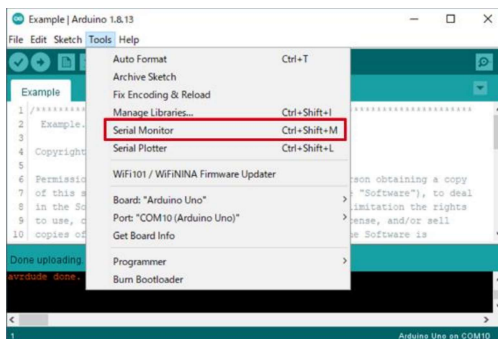 Example | Arduino 1.8.13
File Edit Sketch Tools Help
Example
Auto Format Ctrl+T
Archive Sketch
Fix Encoding & Reload
Manage Libraries... Ctrl+Shift+I
Serial Monitor Ctrl+Shift+M
Serial Plotter Ctrl+Shift+L
WiFi101 / WiFiNINA Firmware Updater
Board: "Arduino Uno"
Port: "COM10 (Arduino Uno)"
Get Board Info
Programmer
Burn Bootloader
1 /********* ********************
2 Example.
3
4 Copyright
5
6 Permissio rson obtaining a copy
7 of this s "Software"), to deal
8 in the So imitation the rights
9 to use, c ense, and/or sell
10 copies of e Software is
Done uploading.
avrdude done.
1 Arduino Uno on COM10